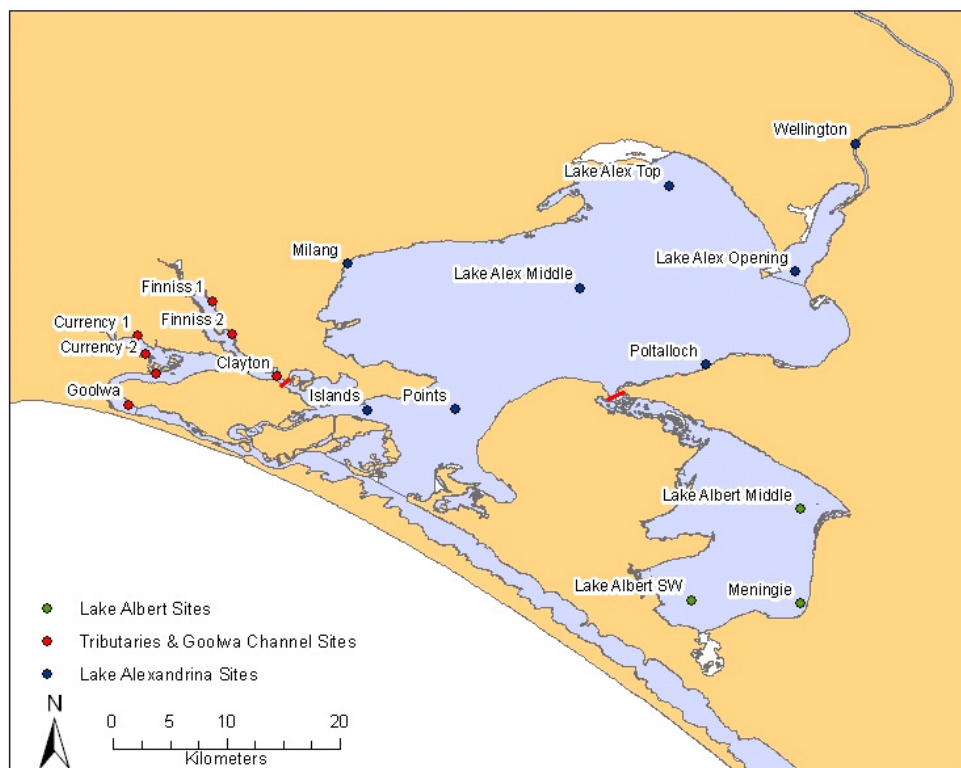 Wellington
Lake Alex Top
Milang
Lake Alex Opening
Lake Alex Middle
Finniss 1
Finniss 2
Currency 1
Currency 2
Clayton
Poltalloch
Goolwa
Islands
Points
Lake Albert Middle
Lake Albert SW
Meningie
Lake Albert Sites
Tributaries & Goolwa Channel Sites
Lake Alexandrina Sites
N
0 5 10 20
Kilometers